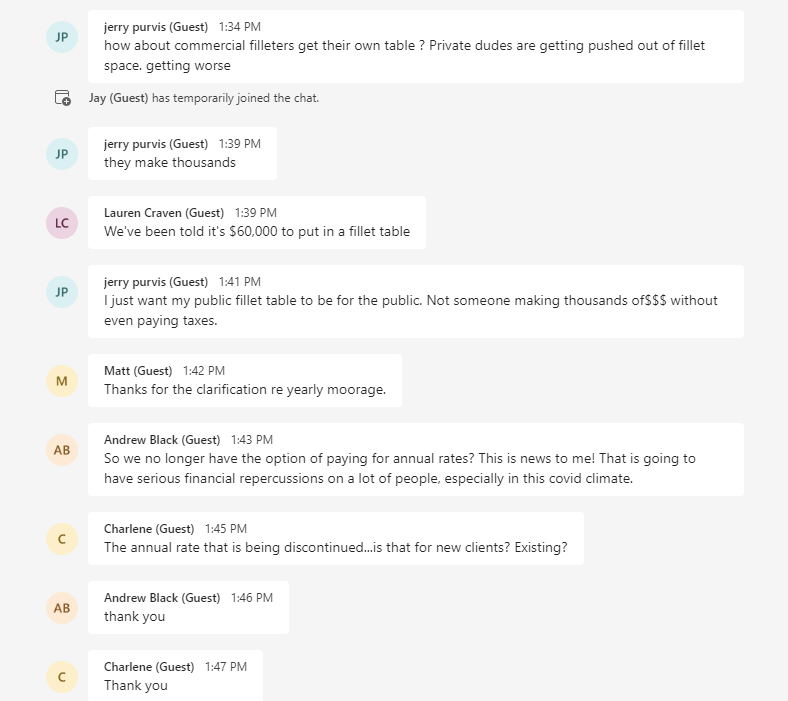 JP
jerry purvis (Guest) 1:34 PM
how about commercial filleters get their own table ? Private dudes are getting pushed out of fillet
space. getting worse
Jay (Guest) has temporarily joined the chat.
JP
jerry purvis (Guest) 1:39 PM
they make thousands
LC
Lauren Craven (Guest) 1:39 PM
We've been told it's $60,000 to put in a fillet table
JP
jerry purvis (Guest) 1:41 PM
I just want my public fillet table to be for the public. Not someone making thousands of$$$ without
even paying taxes.
M
Matt (Guest) 1:42 PM
Thanks for the clarification re yearly moorage.
AB
Andrew Black (Guest) 1:43 PM
So we no longer have the option of paying for annual rates? This is news to me! That is going to
have serious financial repercussions on a lot of people, especially in this covid climate.
C
Charlene (Guest) 1:45 PM
The annual rate that is being discontinued...is that for new clients? Existing?
AB
Andrew Black (Guest) 1:46 PM
thank you
C
Charlene (Guest) 1:47 PM
Thank you